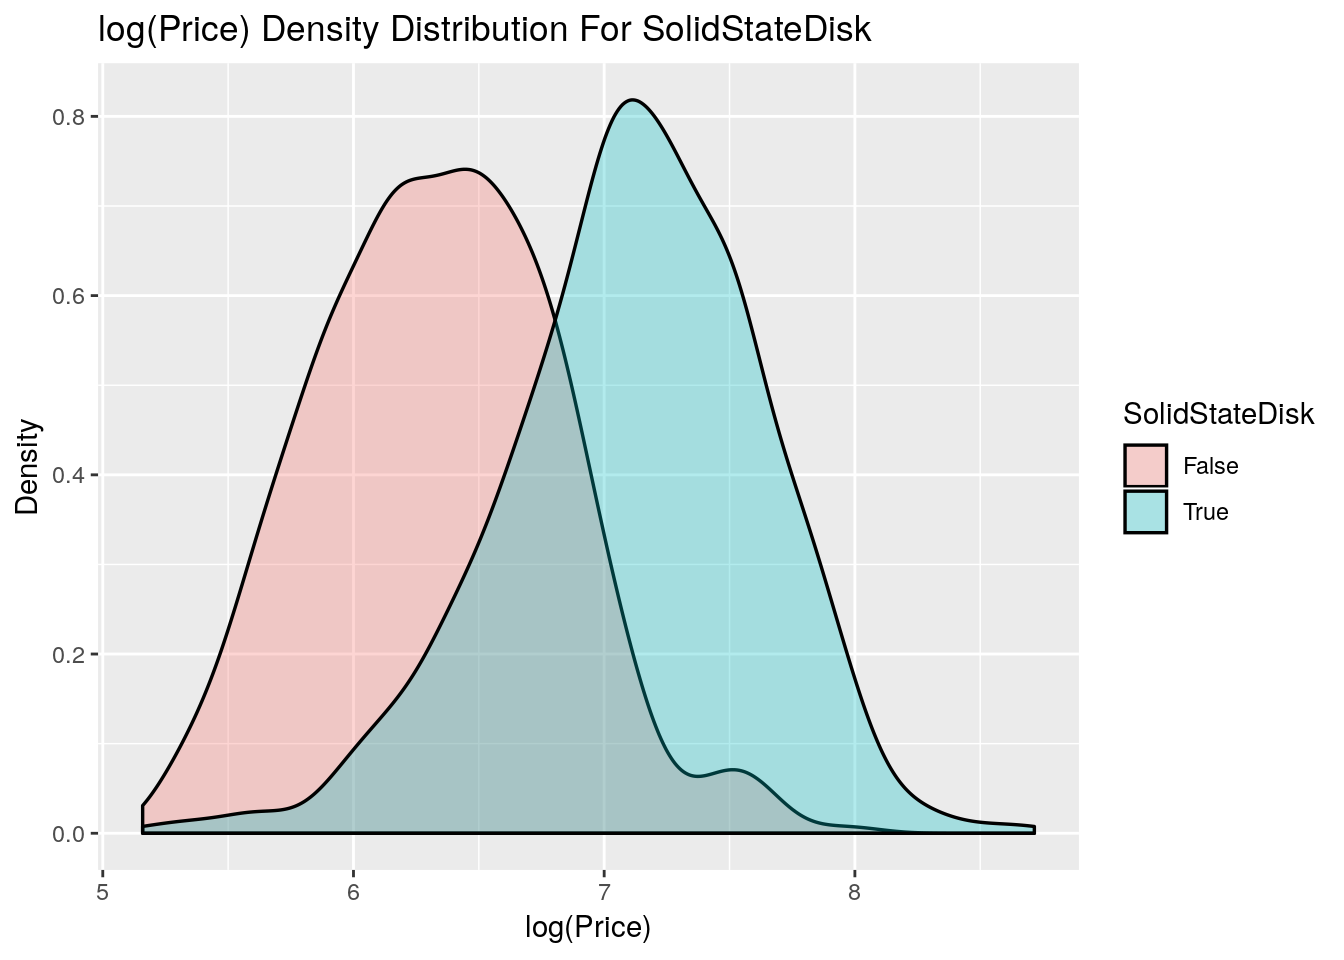 log(Price) Density Distribution For SolidStateDisk
0.8
0.6
0.4
0.2
0.0
Density
5 6 7 8
log(Price)
SolidStateDisk
False
True